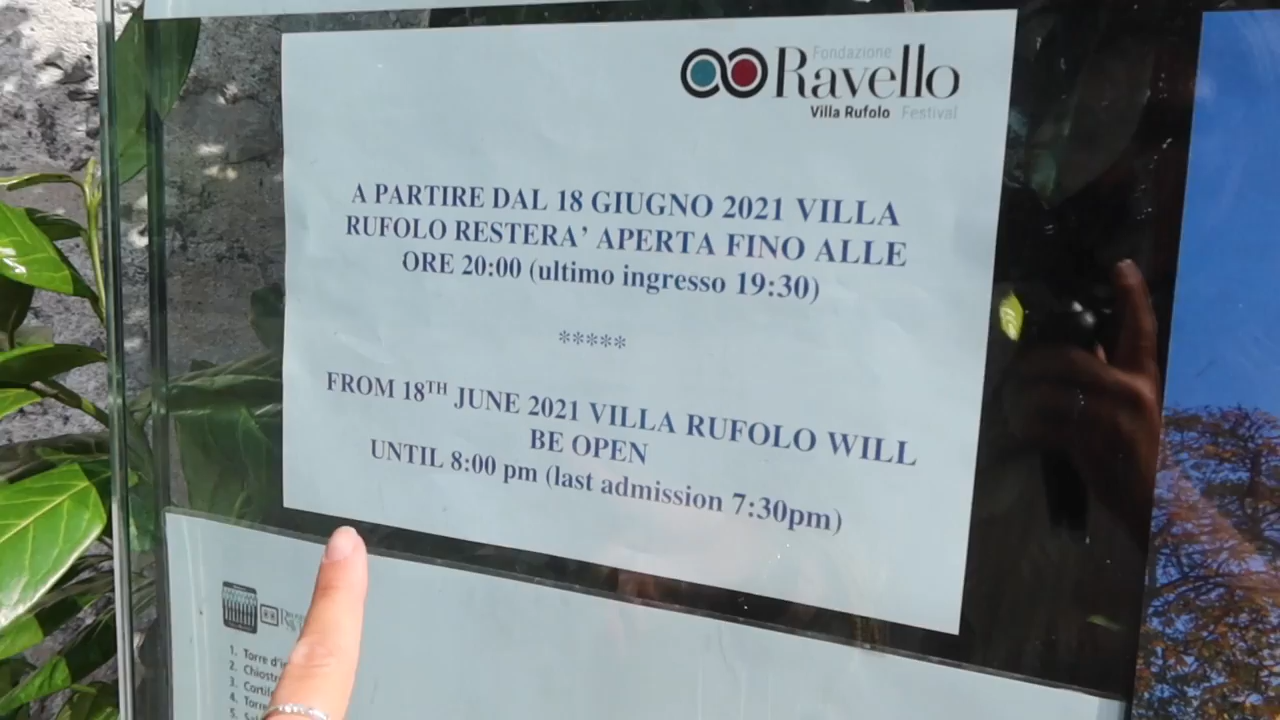 Fondazione
Ravello
Villa Rufolo Festival
A PARTIRE DAL 18 GIUGNO 2021 VILLA
RUFOLO RESTERA’ APERTA FINO ALLE
ORE 20:00 (ultimo ingresso 19:30)
*****
FROM 18TH JUNE 2021 VILLA RUFOLO WILL
BE OPEN
UNTIL 8:00 pm (last admission 7:30pm)
1. Torre
2.
3.
4. Torre
5.